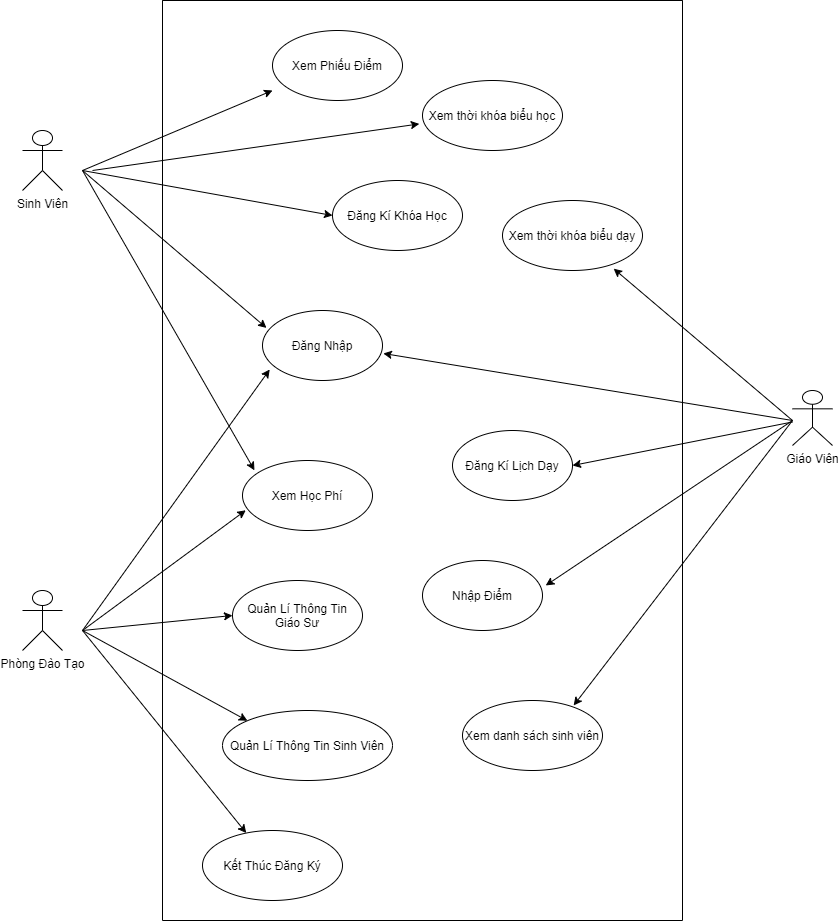 Xem Phiếu Điểm
Xem thời khóa biểu học
Sinh Viên
Đăng Kí Khóa Học
Xem thời khóa biểu dạy
Đăng Nhập
Giáo Viên
Đăng Kí Lịch Dạy
Xem Học Phí
Nhập Điểm
Quản Lí Thông Tin
Giáo Sư
Phòng Đảo Tạo
Xem danh sách sinh viên
Quản Lí Thông Tin Sinh Viên
Kết Thúc Đăng Ký